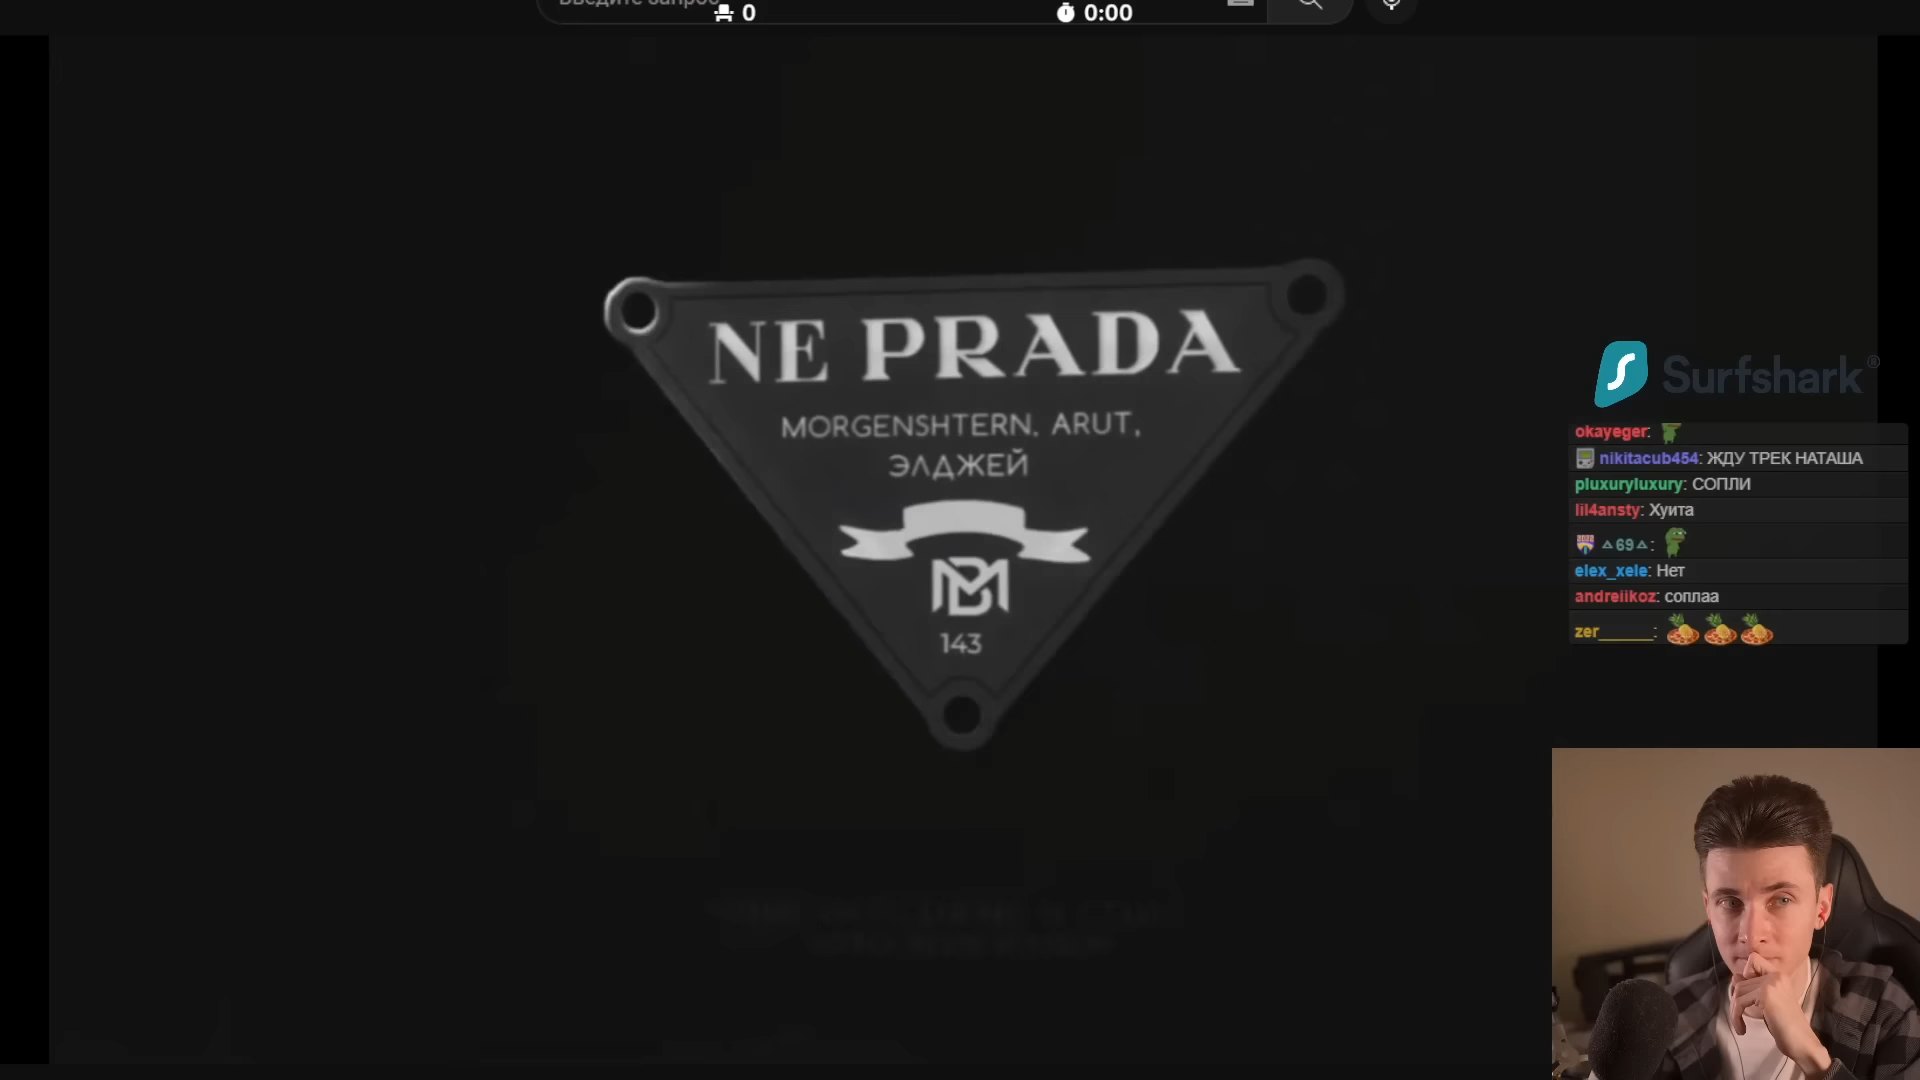 0
0:00
NE PRADA
MORGENSHTERN, ARUT,
ЭЛДЖЕЙ
143
Surfshark®
okayeger:
nikitacub454: ЖДУ ТРЕК НАТАША
pluxuryluxury: СОПЛИ
lil4ansty: Хуита
69
elex_xele: Нет
andreiikoz: соплаа
zer_____: